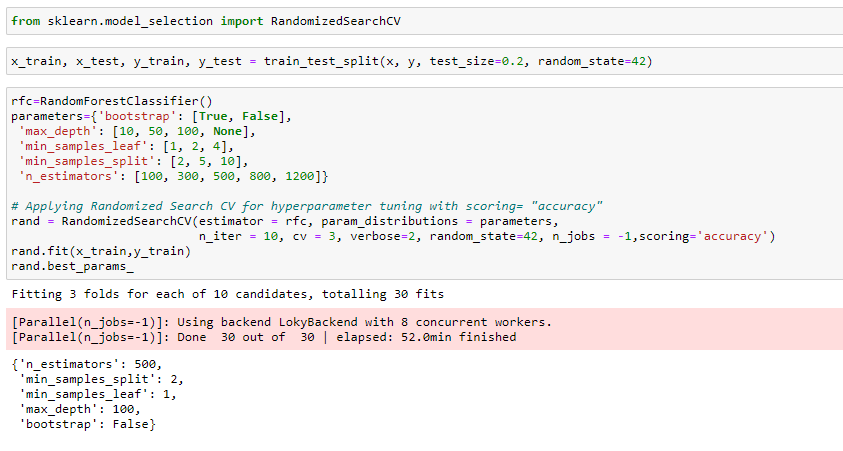 from sklearn.model_selection import RandomizedSearchCV
x_train, x_test, y_train, y_test = train_test_split(x, y, test_size=0.2, random_state=42)
rfc=RandomForestClassifier()
parameters={'bootstrap': [True, False],
 'max_depth': [10, 50, 100, None],
 'min_samples_leaf': [1, 2, 4],
 'min_samples_split': [2, 5, 10],
 'n_estimators': [100, 300, 500, 800, 1200]}
# Applying Randomized Search CV for hyperparameter tuning with scoring= "accuracy"
rand = RandomizedSearchCV(estimator = rfc, param_distributions = parameters,
                         n_iter = 10, cv = 3, verbose=2, random_state=42, n_jobs = -1,scoring='accuracy')
rand.fit(x_train,y_train)
rand.best_params_
Fitting 3 folds for each of 10 candidates, totalling 30 fits
[Parallel(n_jobs=-1)]: Using backend LokyBackend with 8 concurrent workers.
[Parallel(n_jobs=-1)]: Done  30 out of  30 | elapsed: 52.0min finished
{'n_estimators': 500,
 'min_samples_split': 2,
 'min_samples_leaf': 1,
 'max_depth': 100,
 'bootstrap': False}